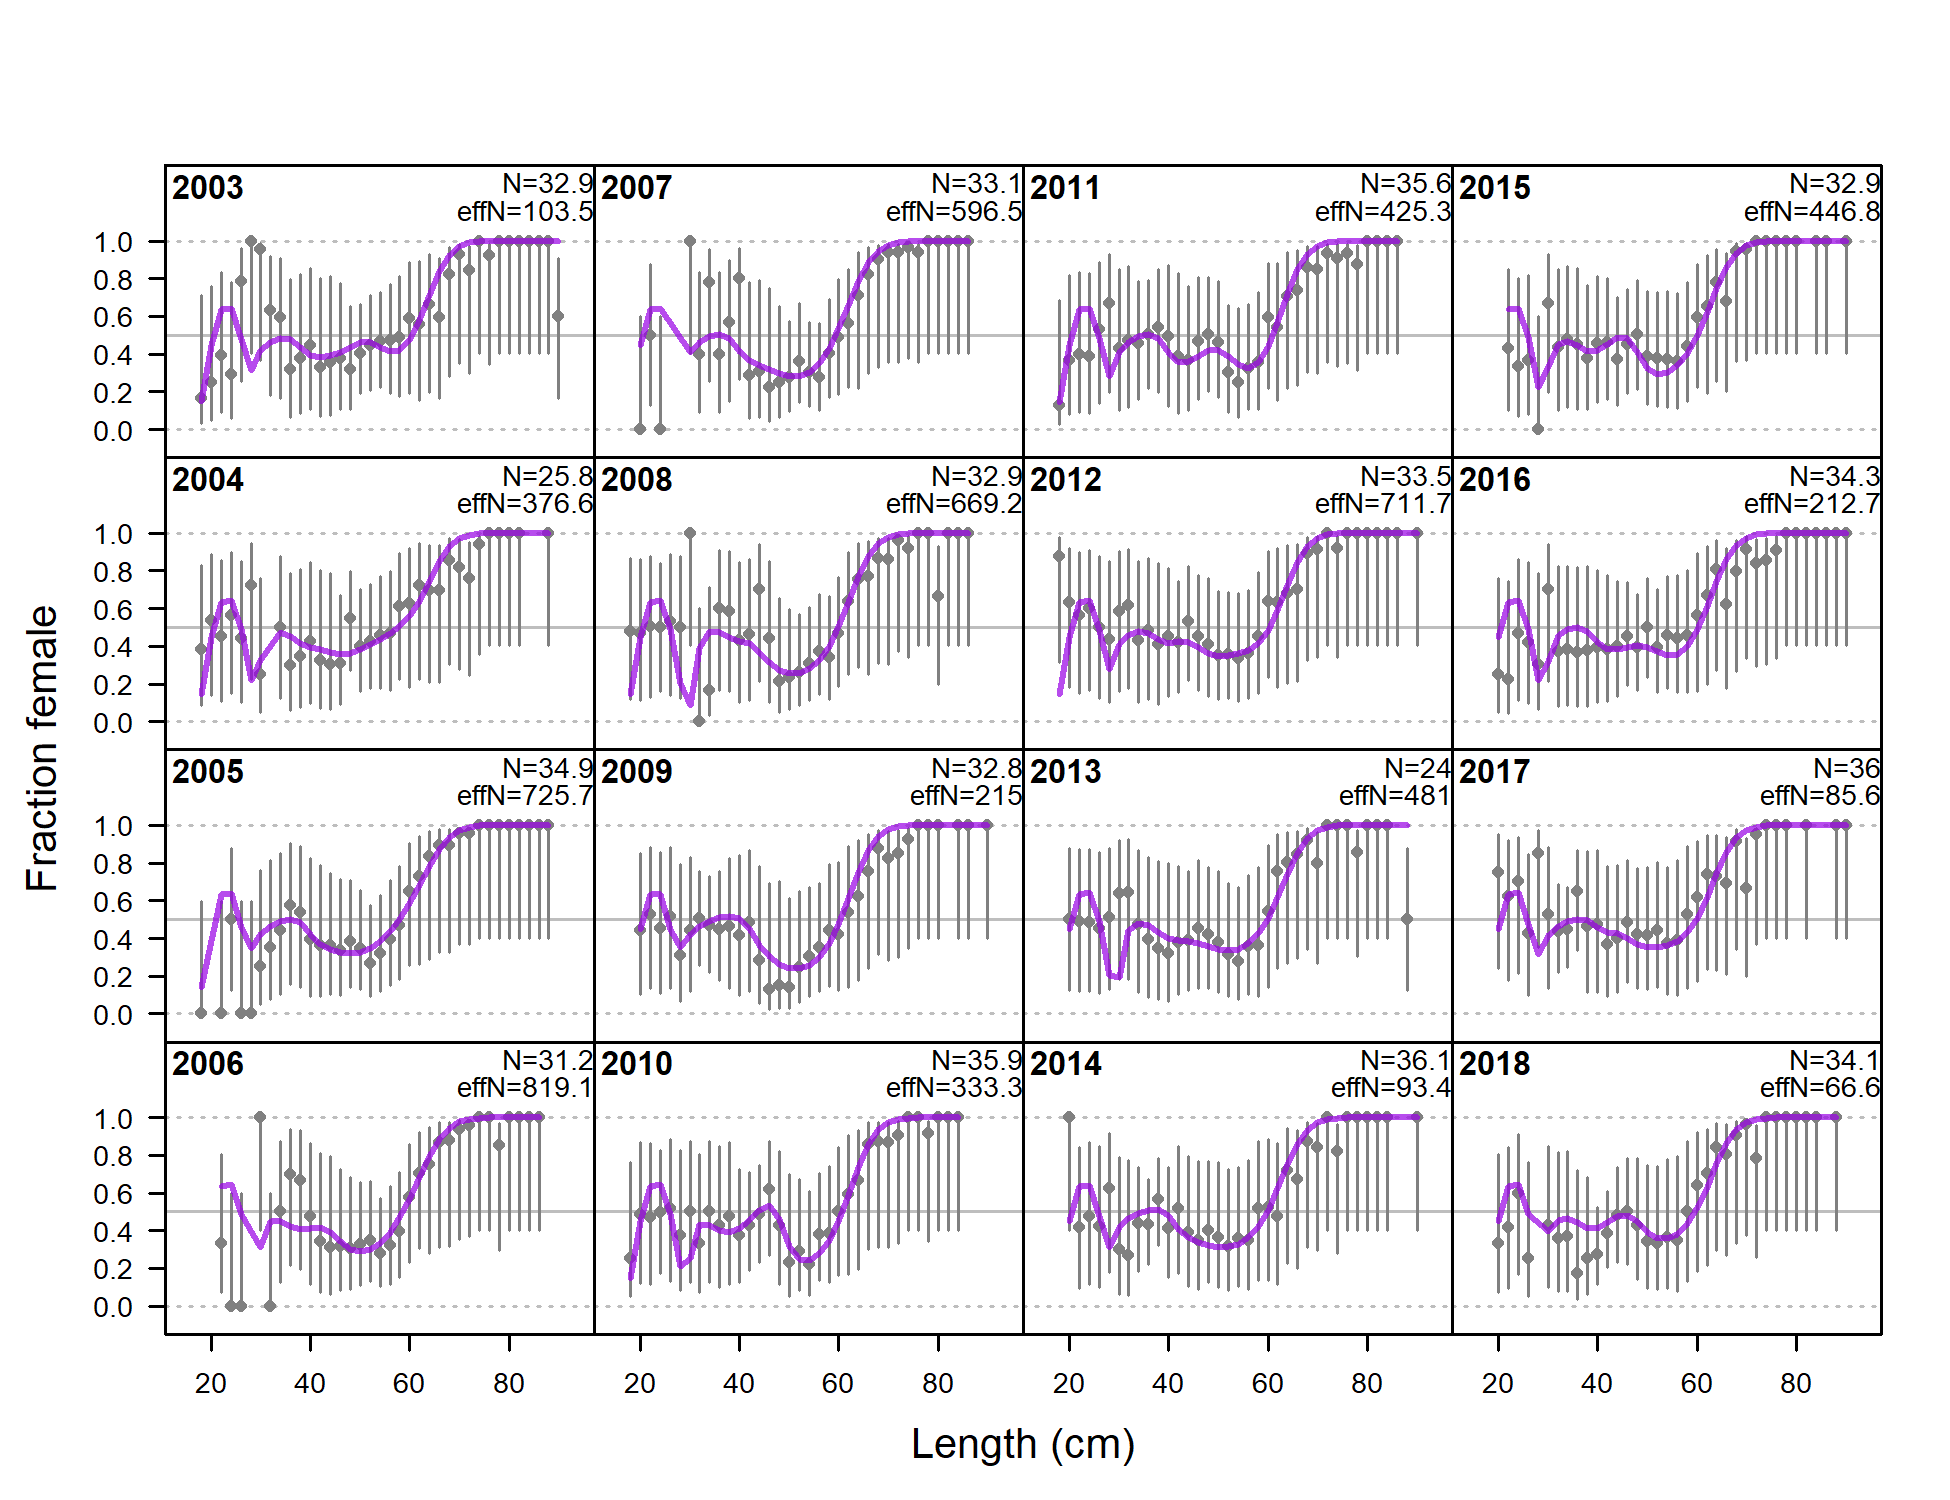 2003
N=32.9
effN=103.5
2007
N=33.1
effN=596.5
2011
N=35.6
effN=425.3
2015
N=32.9
effN=446.8
1.0
0.8
0.6
0.4
0.2
0.0
2004
N=25.8
effN=376.6
2008
N=32.9
effN=669.2
2012
N=33.5
effN=711.7
2016
N=34.3
effN=212.7
1.0
0.8
0.6
0.4
0.2
0.0
2005
N=34.9
effN=725.7
2009
N=32.8
effN=215
2013
N=24
effN=481
2017
N=36
effN=85.6
1.0
0.8
0.6
0.4
0.2
0.0
2006
N=31.2
effN=819.1
2010
N=35.9
effN=333.3
2014
N=36.1
effN=93.4
2018
N=34.1
effN=66.6
1.0
0.8
0.6
0.4
0.2
0.0
20 40 60 80 20 40 60 80 20 40 60 80 20 40 60 80
Length (cm)
Fraction female